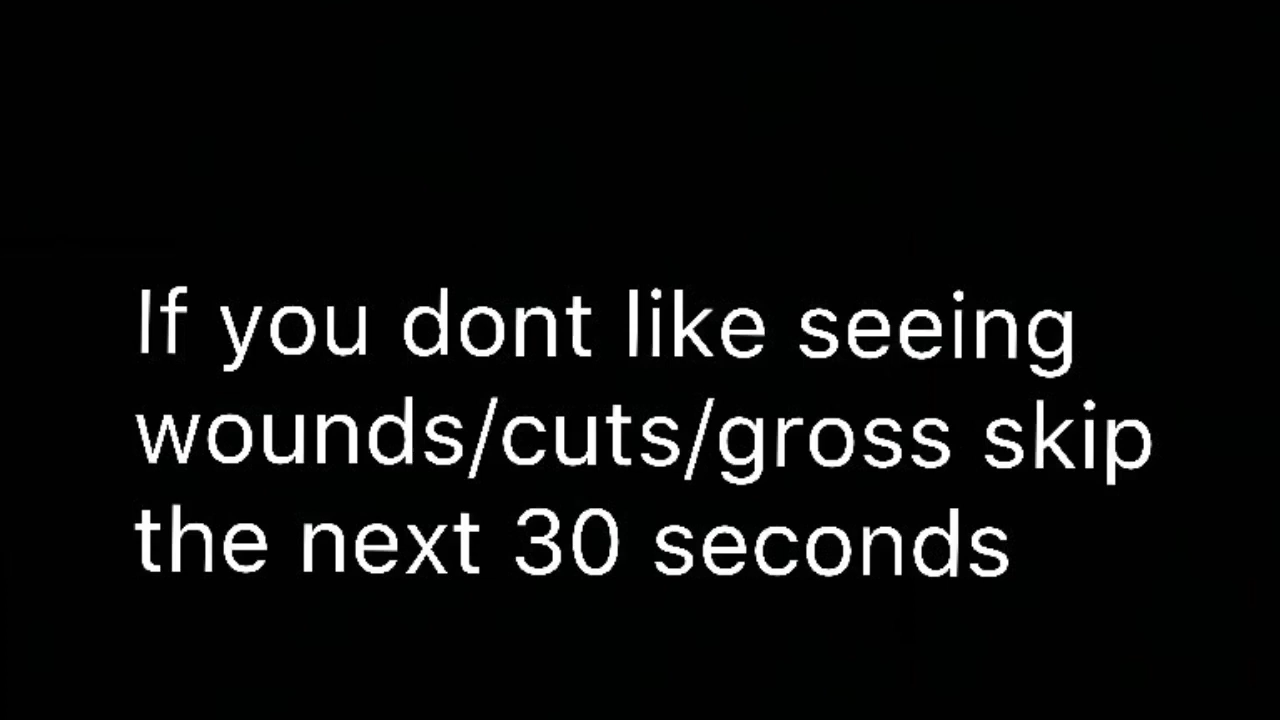 If you dont like seeing
wounds/cuts/gross skip
the next 30 seconds